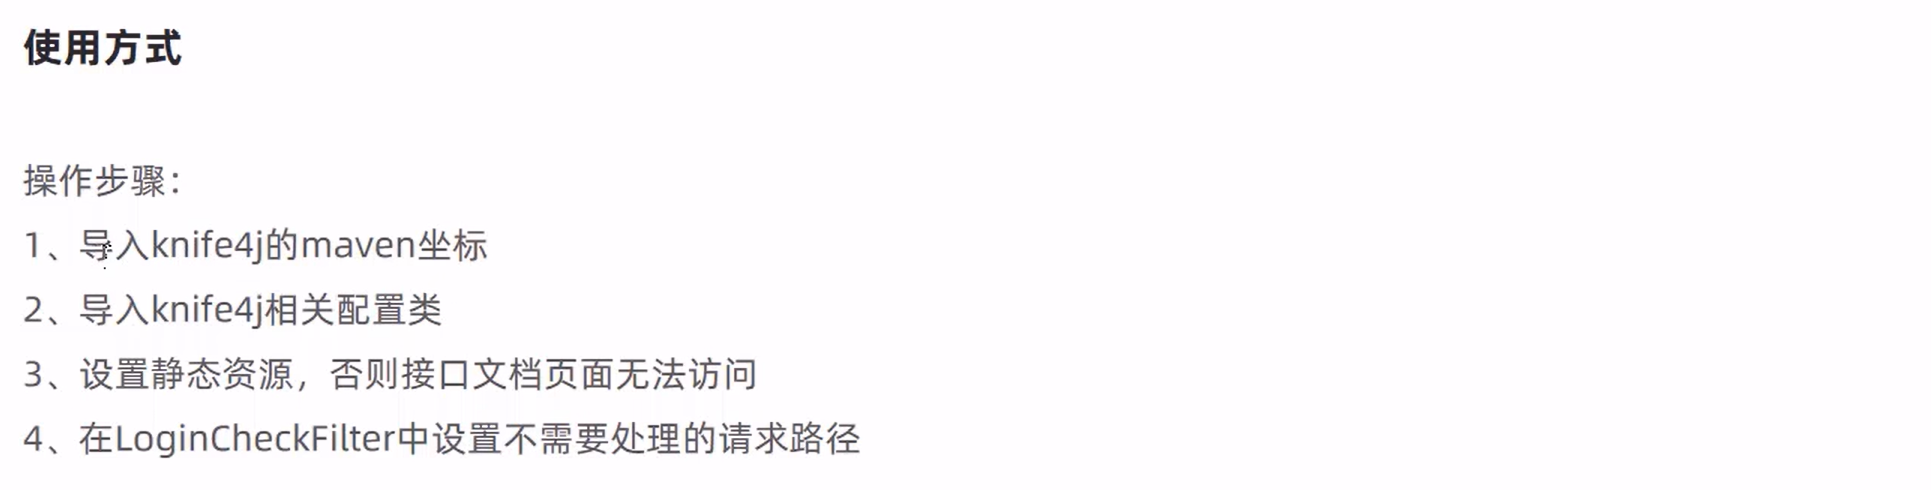 使用方式
操作步骤：
1、导入knife4j的maven坐标
2、导入knife4j相关配置类
3、设置静态资源，否则接口文档页面无法访问
4、在LoginCheckFilter中设置不需要处理的请求路径